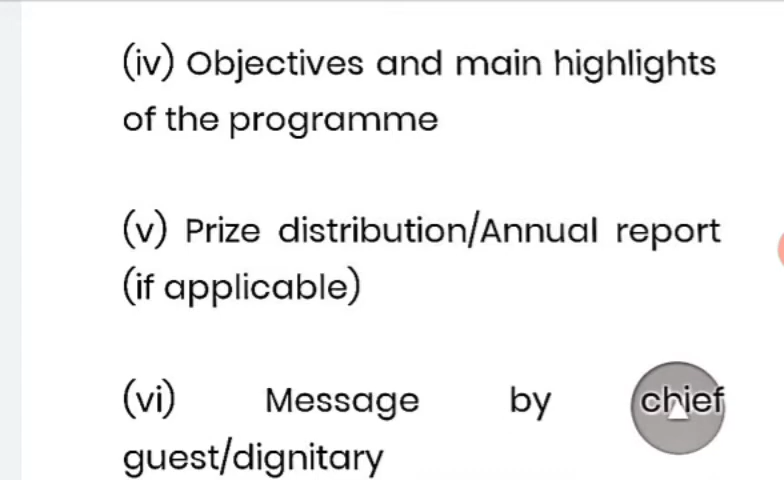 (iv) Objectives and main highlights
of the programme
(v) Prize distribution/Annual report
(if applicable)
(vi) Message by chief
guest/dignitary